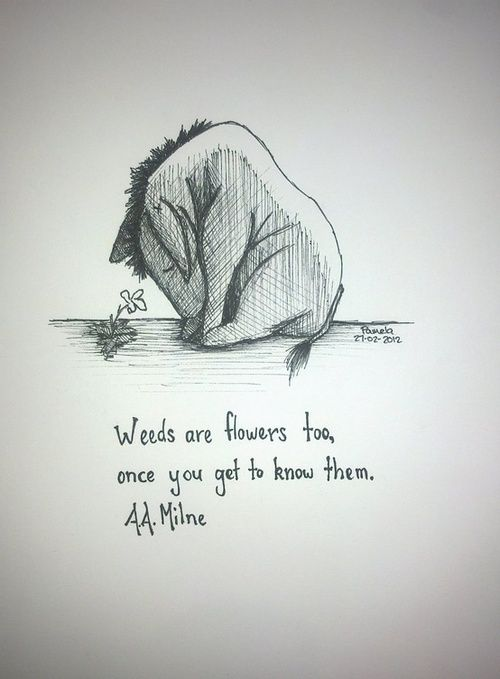 Pamela
27-02-2012
Weeds are flowers too,
once you get to know them.
A.A. Milne